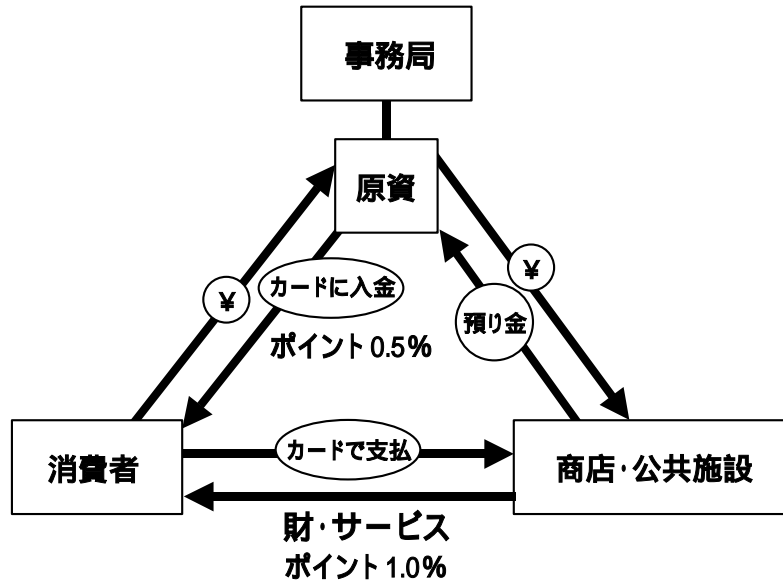 事務局
原資
¥
カードに入金
¥
預り金
ポイント0.5%
消費者
カードで支払
商店・公共施設
財・サービス
ポイント1.0%